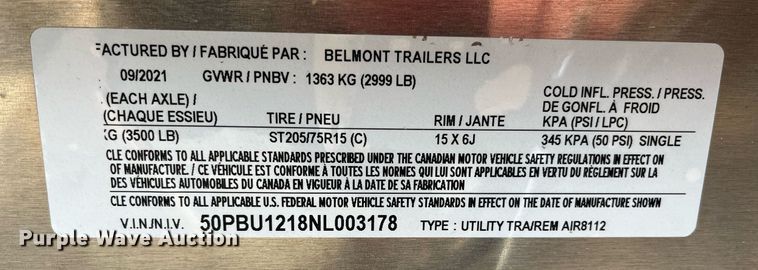 FACTURED BY / FABRIQUÉ PAR : BELMONT TRAILERS LLC
09/2021 GVWR / PNBV : 1363 KG (2999 LB)
(EACH AXLE) / COLD INFL. PRESS. / PRESS.
(CHAQUE ESSIEU) TIRE / PNEU RIM / JANTE DE GONFL. À FROID
KPA (PSI / LPC)
KG (3500 LB) ST205/75R15 (C) 15 X 6J 345 KPA (50 PSI) SINGLE
CLE CONFORMS TO ALL APPLICABLE STANDARDS PRESCRIBED UNDER THE CANADIAN MOTOR VEHICLE SAFETY REGULATIONS IN EFFECT ON
OF MANUFACTURE. / CE VÉHICULE EST CONFORME À TOUTES LES NORMES QUI LUI SONT APPLICABLES EN VERTU DU RÈGLEMENT SUR LA
DES VÉHICULES AUTOMOBILES DU CANADA EN VIGUEUR À LA DATE DE SA FABRICATION
CLE CONFORMS TO ALL APPLICABLE U.S. FEDERAL MOTOR VEHICLE SAFETY STANDARDS IN EFFECT ON THE DATE OF MANUFACTURE SHOWN
V.I.N./N.I.V. 50PBU1218NL003178 TYPE : UTILITY TRA/REM AIR8112
Purple Wave Auction